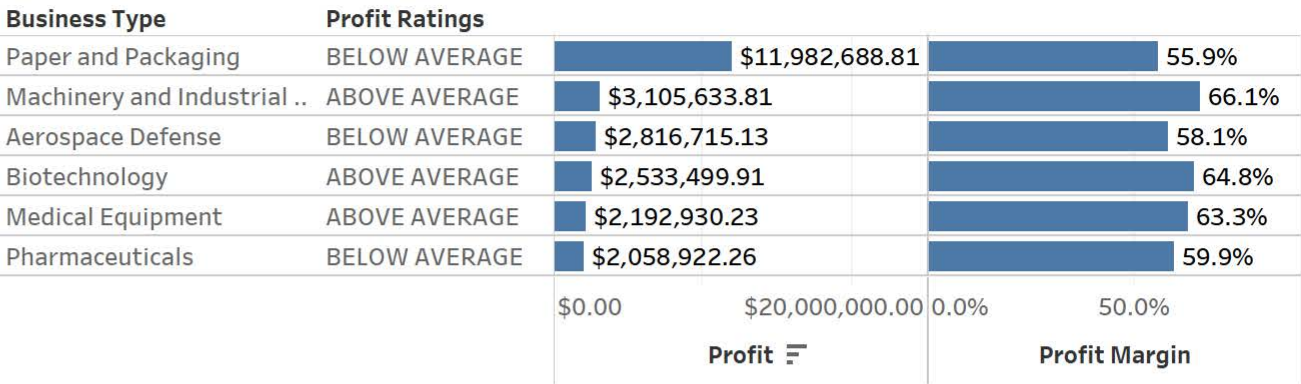 Business Type Profit Ratings
Paper and Packaging BELOW AVERAGE $11,982,688.81 55.9%
Machinery and Industrial .. ABOVE AVERAGE $3,105,633.81 66.1%
Aerospace Defense BELOW AVERAGE $2,816,715.13 58.1%
Biotechnology ABOVE AVERAGE $2,533,499.91 64.8%
Medical Equipment ABOVE AVERAGE $2,192,930.23 63.3%
Pharmaceuticals BELOW AVERAGE $2,058,922.26 59.9%
$0.00 $20,000,000.00 0.0% 50.0%
Profit Profit Margin